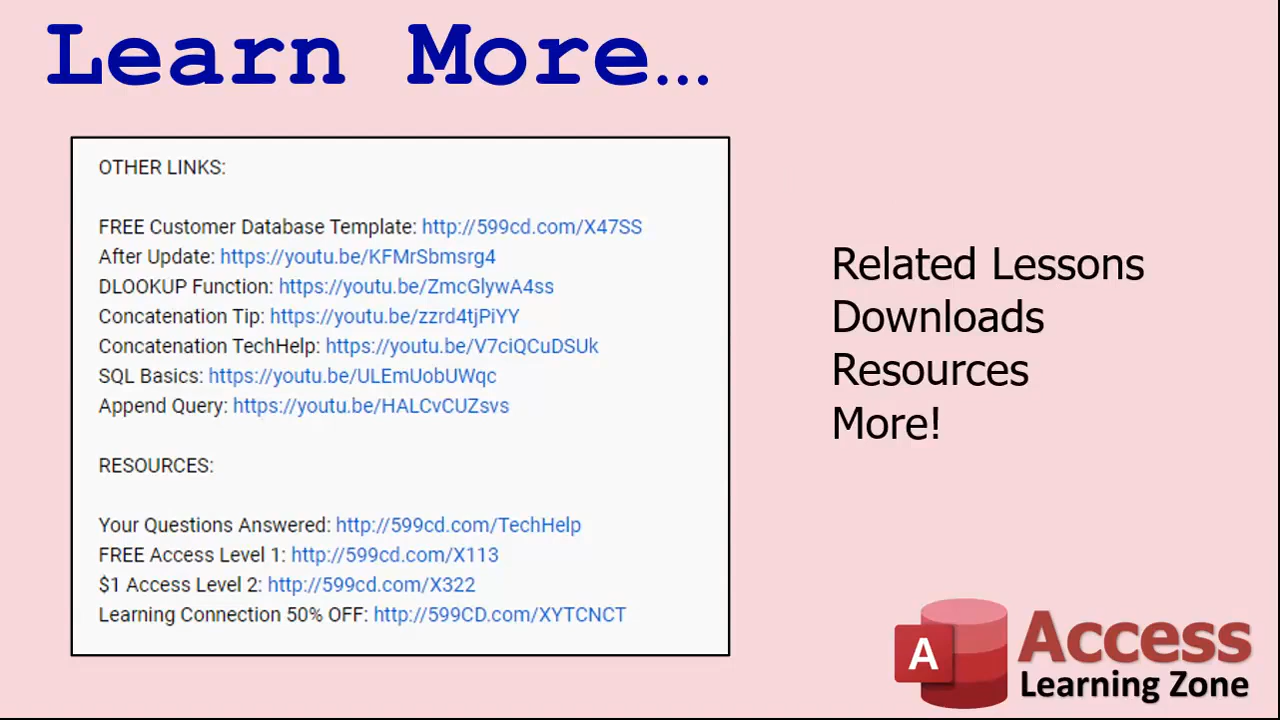 Learn More...
OTHER LINKS:
FREE Customer Database Template: http://599cd.com/X47SS
After Update: https://youtu.be/KFMrSbmsrg4
DLOOKUP Function: https://youtu.be/ZmcGlywA4ss
Concatenation Tip: https://youtu.be/zzrd4tjPiYY
Concatenation TechHelp: https://youtu.be/V7ciQCuDSUk
SQL Basics: https://youtu.be/ULEmUobUWqc
Append Query: https://youtu.be/HALCvCUZsvs
RESOURCES:
Your Questions Answered: http://599cd.com/TechHelp
FREE Access Level 1: http://599cd.com/X113
$1 Access Level 2: http://599cd.com/X322
Learning Connection 50% OFF: http://599CD.com/XYTCNCT
Related Lessons
Downloads
Resources
More!
A
Access
Learning Zone